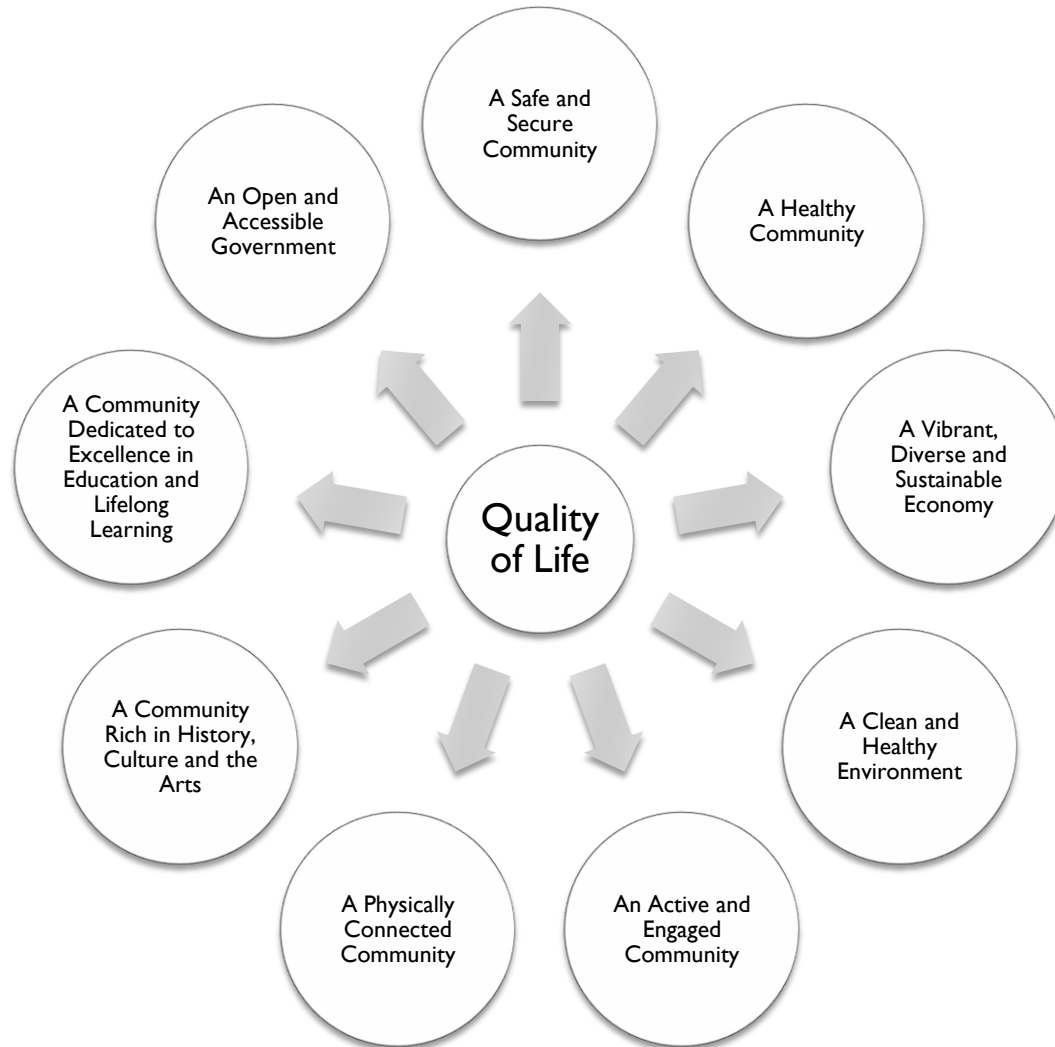 A Safe and
Secure
Community
A Healthy
Community
A Vibrant,
Diverse and
Sustainable
Economy
A Clean and
Healthy
Environment
An Active and
Engaged
Community
A Physically
Connected
Community
A Community
Rich in History,
Culture and the
Arts
A Community
Dedicated to
Excellence in
Education and
Lifelong
Learning
An Open and
Accessible
Government
Quality
of Life